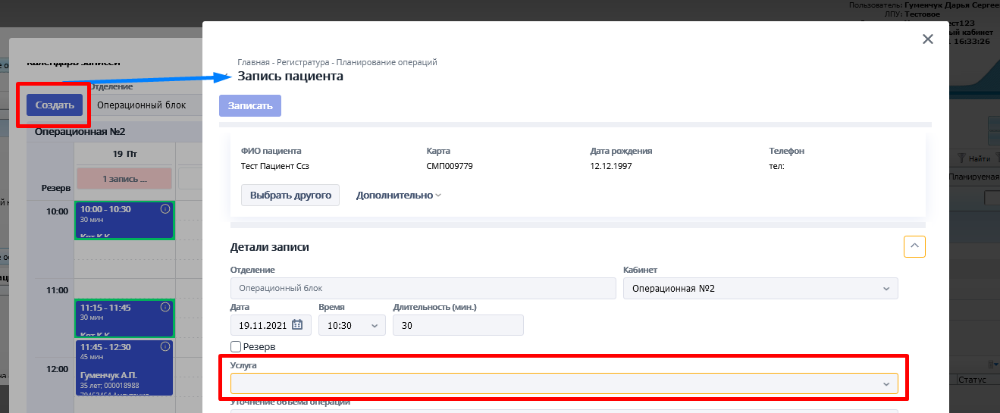 Пользователь: Гуменчук Дарья Сергее
ЛПУ: Тестовое
ест123
ый кабинет
16:33:26
Главная - Регистратура - Планирование операций
Запись пациента
Календарь записей
Отделение
Создать
Операционный блок
Записать
Операционная №2
19 Пт
1 запись ...
Резерв
ФИО пациента Карта Дата рождения Телефон
Тест Пациент Ссз СМП009779 12.12.1997 тел:
Выбрать другого Дополнительно
Найти
Планируемая
10:00
10:00 - 10:30
30 мин
Кот К.К.
11:00
11:15 - 11:45
30 мин
Кот К.К.
11:45 - 12:30
45 мин
12:00
Гуменчук А.П.
35 лет; 000018988
Детали записи
Отделение Кабинет
Операционный блок Операционная №2
Дата Время Длительность (мин.)
19.11.2021 10:30 30
Резерв
Услуга
Уточнение объема операции
Статус